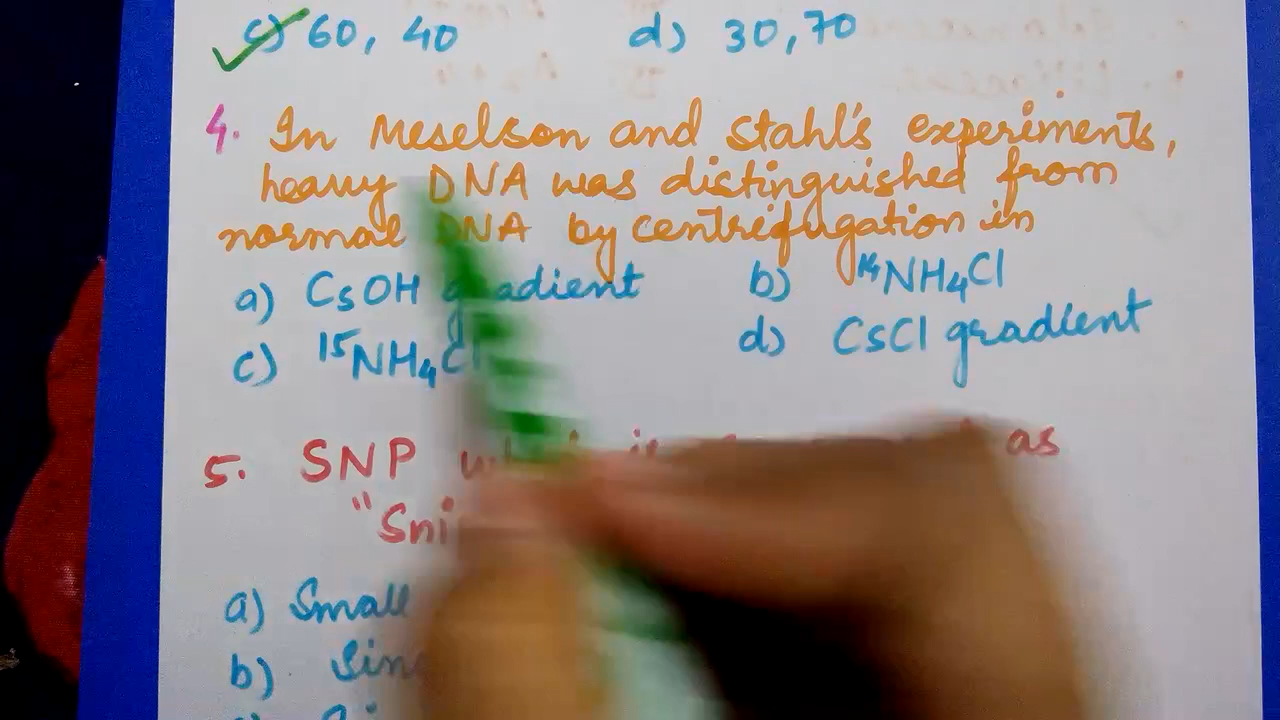 c) 60, 40 d) 30,70
4. In Meselson and Stahl's experiments,
heavy DNA was distinguished from
normal DNA by centrifugation in
a) CsOH gradient b) ¹⁴NH₄Cl
c) ¹⁵NH₄Cl d) CsCl gradient
5. SNP as
a) Small
b)